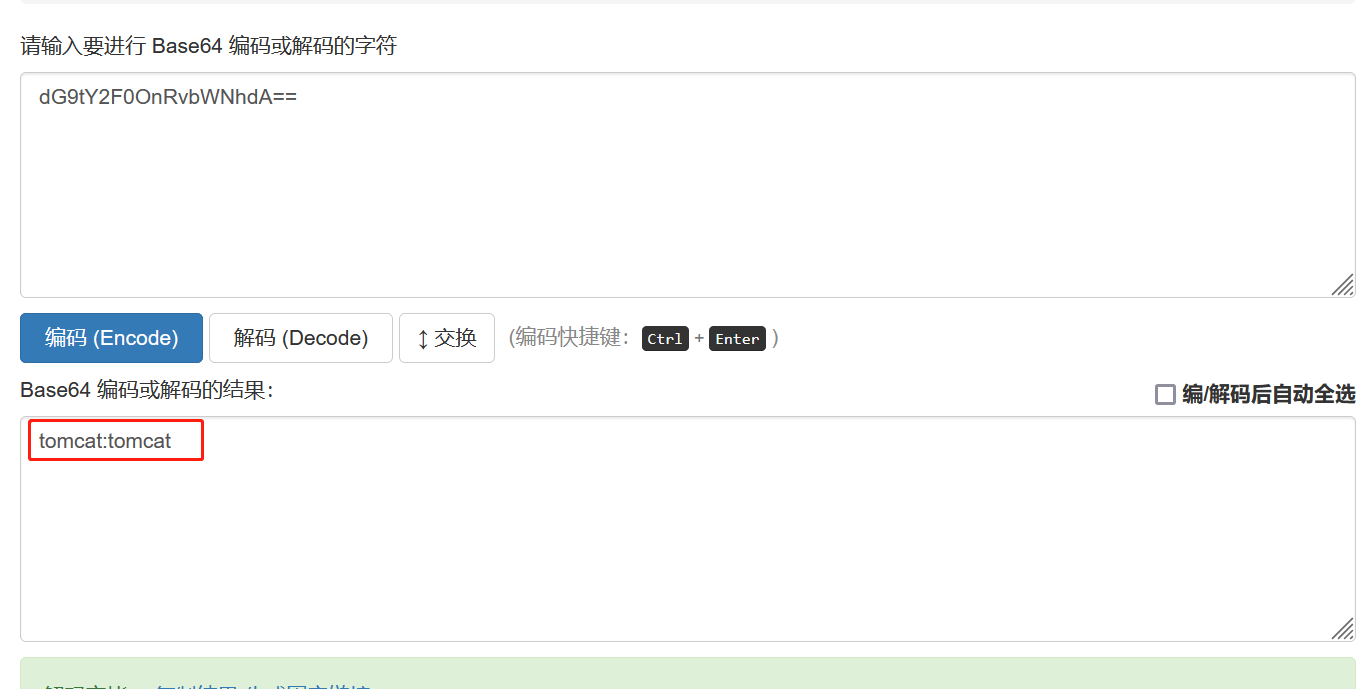 请输入要进行 Base64 编码或解码的字符
dG9tY2F0OnRvbWNhdA==
编码 (Encode) 解码 (Decode) ↕ 交换 (编码快捷键： Ctrl + Enter )
Base64 编码或解码的结果：
编/解码后自动全选
tomcat:tomcat